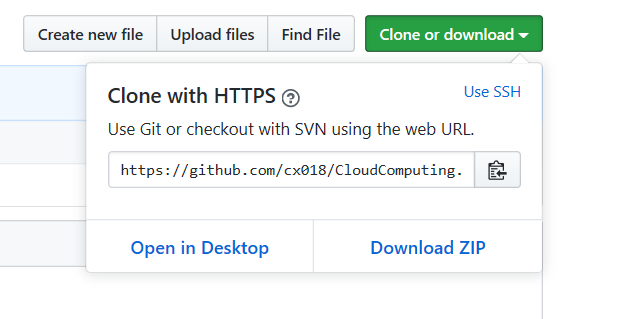 Create new file Upload files Find File Clone or download
Clone with HTTPS Use SSH
Use Git or checkout with SVN using the web URL.
https://github.com/cx018/CloudComputing.
Open in Desktop Download ZIP